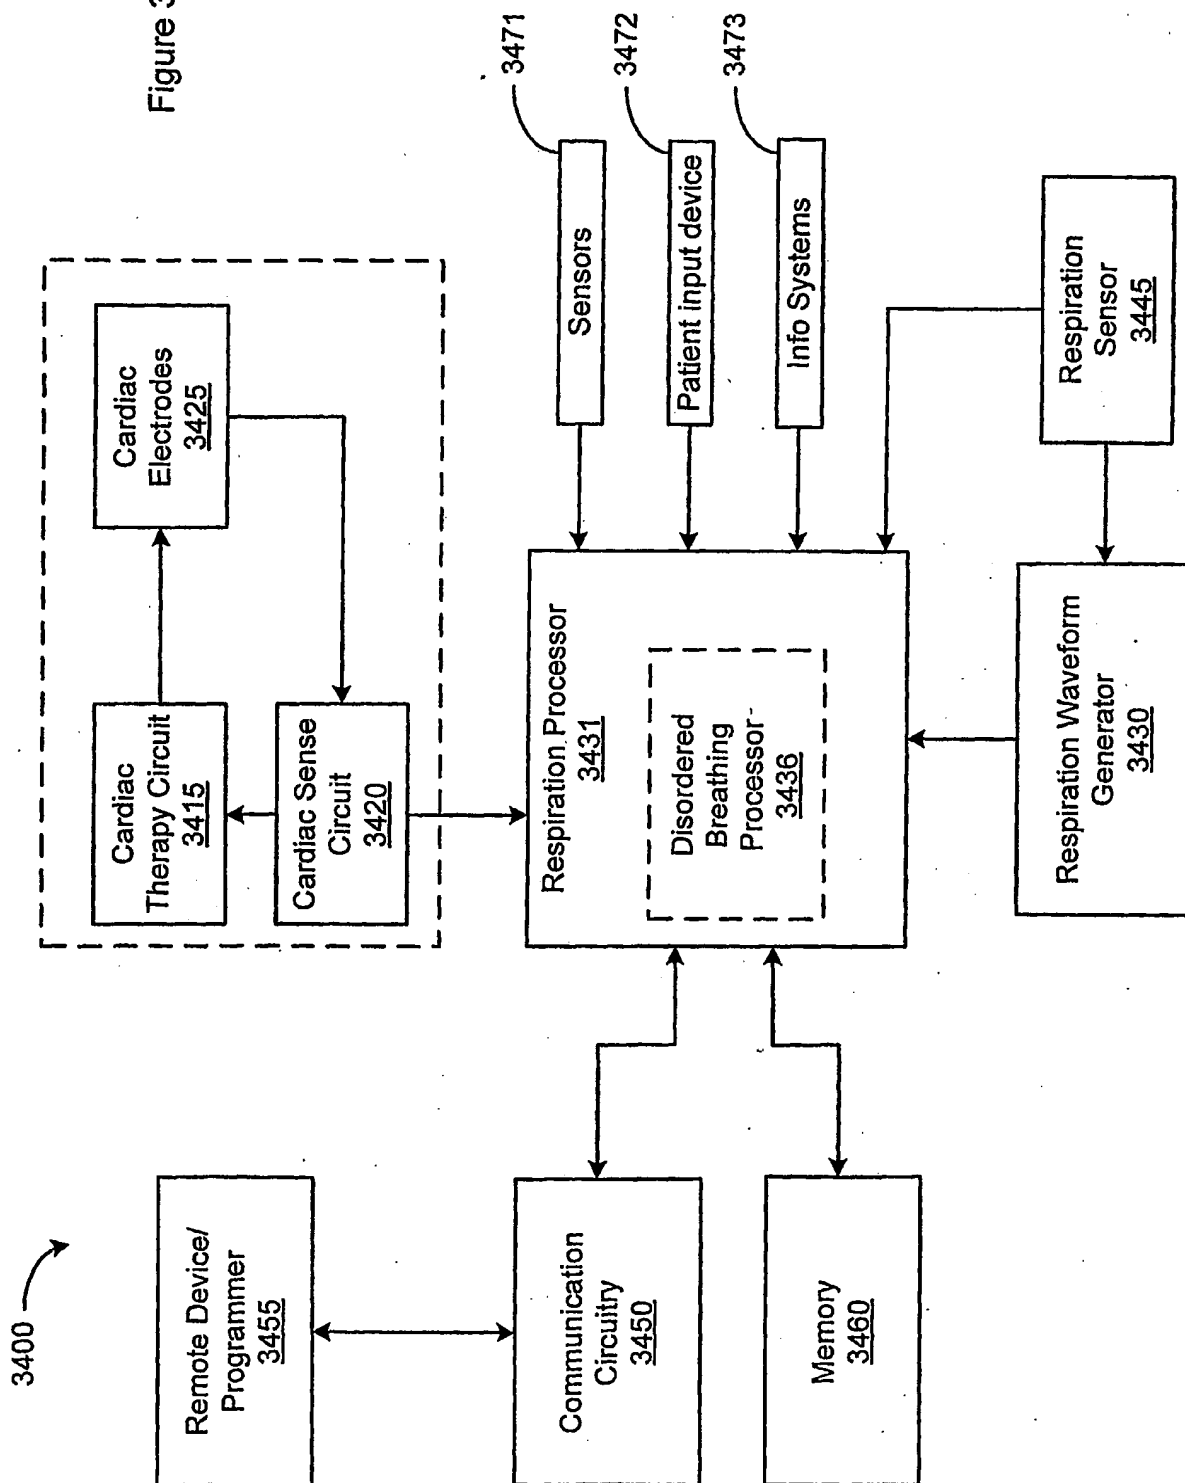 3400
Remote Device/
Programmer
3455
Communication
Circuitry
3450
Memory
3460
Cardiac
Therapy Circuit
3415
Cardiac Sense
Circuit
3420
Cardiac
Electrodes
3425
Respiration Processor
3431
Disordered
Breathing
Processor
3436
Sensors
3471
Patient input device
3472
Info Systems
3473
Respiration
Sensor
3445
Respiration Waveform
Generator
3430
Figure 3